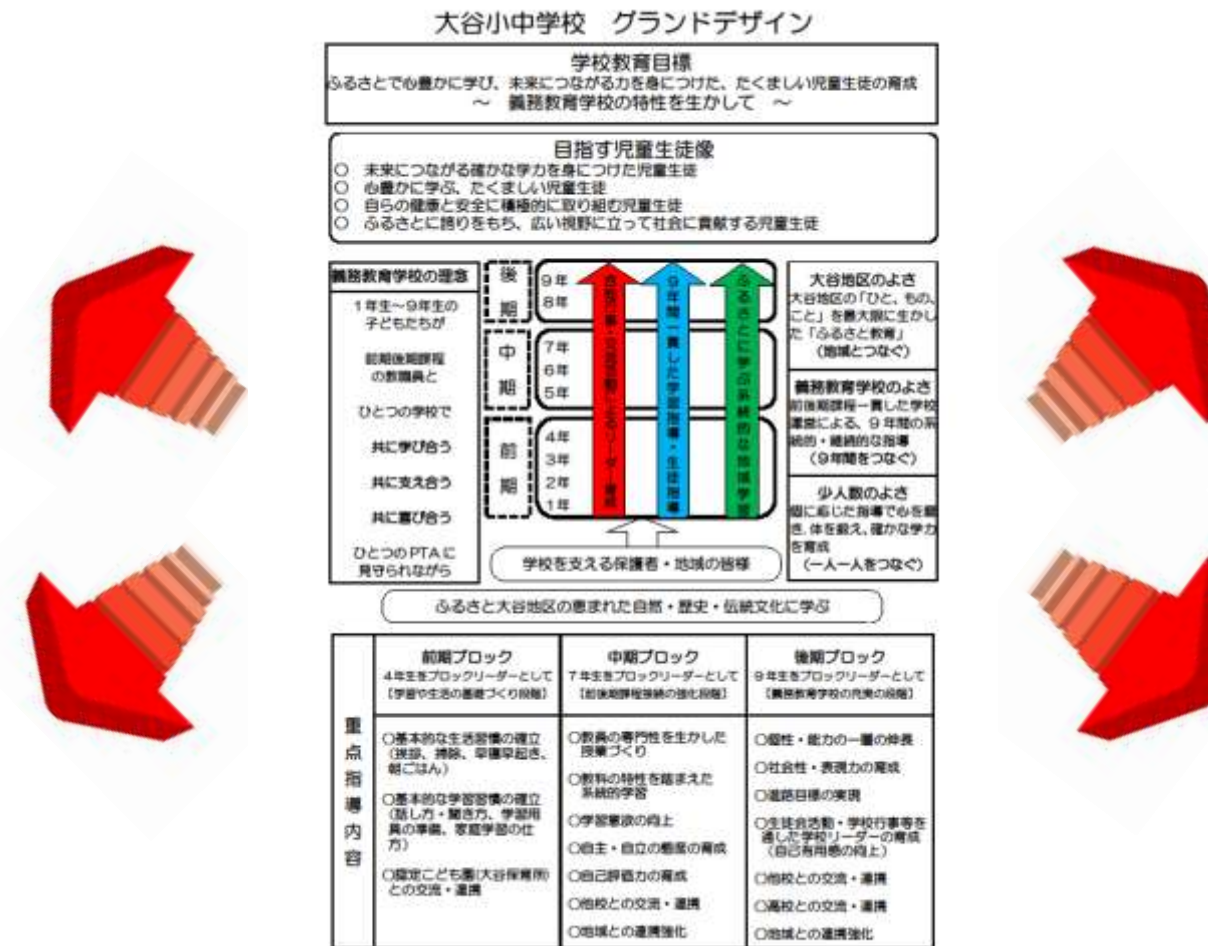 大谷小中学校　グランドデザイン
学校教育目標
ふるさとで心豊かに学び、未来につながる力を身につけた、たくましい児童生徒の育成
～　義務教育学校の特性を生かして　～
目指す児童生徒像
○　未来につながる確かな学力を身につけた児童生徒
○　心豊かに学ぶ、たくましい児童生徒
○　自らの健康と安全に積極的に取り組む児童生徒
○　ふるさとに誇りをもち、広い視野に立って社会に貢献する児童生徒
義務教育学校の理念
1年生～9年生の
子どもたちが
前期後期課程
の教職員と
ひとつの学校で
共に学び合う
共に支え合う
共に喜び合う
ひとつのPTAに
見守られながら
後期
9年
8年
中期
7年
6年
5年
前期
4年
3年
2年
1年
9年間一貫した学習指導・生徒指導
ふるさとに学ぶ系統的な地域学習
大谷地区のよさ
大谷地区の「ひと、もの、
こと」を最大限に生かし
た「ふるさと教育」
（地域とつなぐ）
義務教育学校のよさ
前後期課程一貫した学校
運営による、9年間の系
統的・継続的な指導
（9年間をつなぐ）
少人数のよさ
個に応じた指導で心を磨
き、体を鍛え、確かな学力
を育成
（一人一人をつなぐ）
学校を支える保護者・地域の皆様
ふるさと大谷地区の恵まれた自然・歴史・伝統文化に学ぶ
重点指導内容
前期ブロック
4年生をブロックリーダーとして
【学習や生活の基礎づくり段階】
○基本的な生活習慣の確立
（挨拶、掃除、早寝早起き、
朝ごはん）
○基本的な学習習慣の確立
（話し方・聞き方、学習用
具の準備、家庭学習の仕
方）
○認定こども園(大谷保育所)
との交流・連携
中期ブロック
7年生をブロックリーダーとして
【前後期課程接続の強化段階】
○教員の専門性を生かした
授業づくり
○教科の特性を踏まえた
系統的学習
○学習意欲の向上
○自主・自立の態度の育成
○自己評価力の育成
○他校との交流・連携
○地域との連携強化
後期ブロック
9年生をブロックリーダーとして
【義務教育学校の充実の段階】
○個性・能力の一層の伸長
○社会性・表現力の育成
○進路目標の実現
○生徒会活動・学校行事等を
通した学校リーダーの育成
（自己有用感の向上）
○他校との交流・連携
○高校との交流・連携
○地域との連携強化